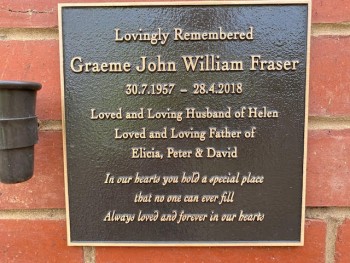 Lovingly Remembered
Graeme John William Fraser
30.7.1957 – 28.4.2018
Loved and Loving Husband of Helen
Loved and Loving Father of
Elicia, Peter & David
In our hearts you hold a special place
that no one can ever fill
Always loved and forever in our hearts